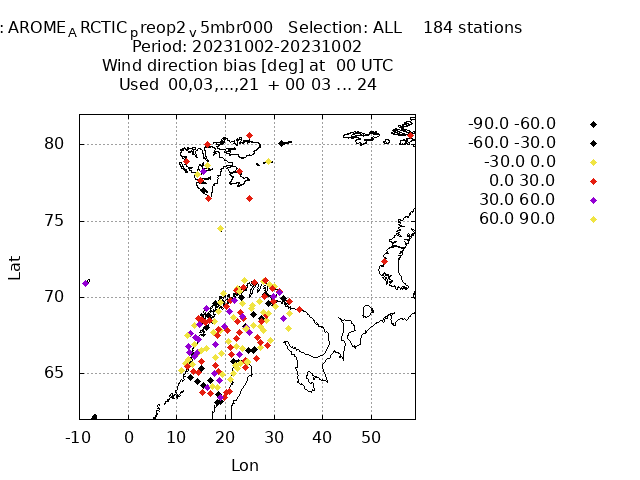 : AROME A RCTIC p reop2 v 5mbr000 Selection: ALL 184 stations
Period: 20231002-20231002
Wind direction bias [deg] at 00 UTC
Used 00,03,...,21 + 00 03 ... 24
-90.0 -60.0
-60.0 -30.0
-30.0 0.0
0.0 30.0
30.0 60.0
60.0 90.0
80
75
70
65
Lat
-10 0 10 20 30 40 50
Lon